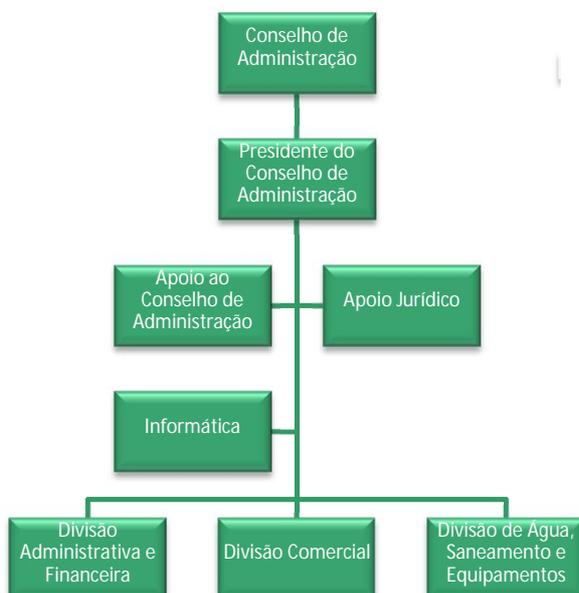 Conselho de
Administração
Presidente do
Conselho de
Administração
Apoio ao
Conselho de
Administração
Apoio Jurídico
Informática
Divisão
Administrativa e
Financeira
Divisão Comercial
Divisão de Água,
Saneamento e
Equipamentos